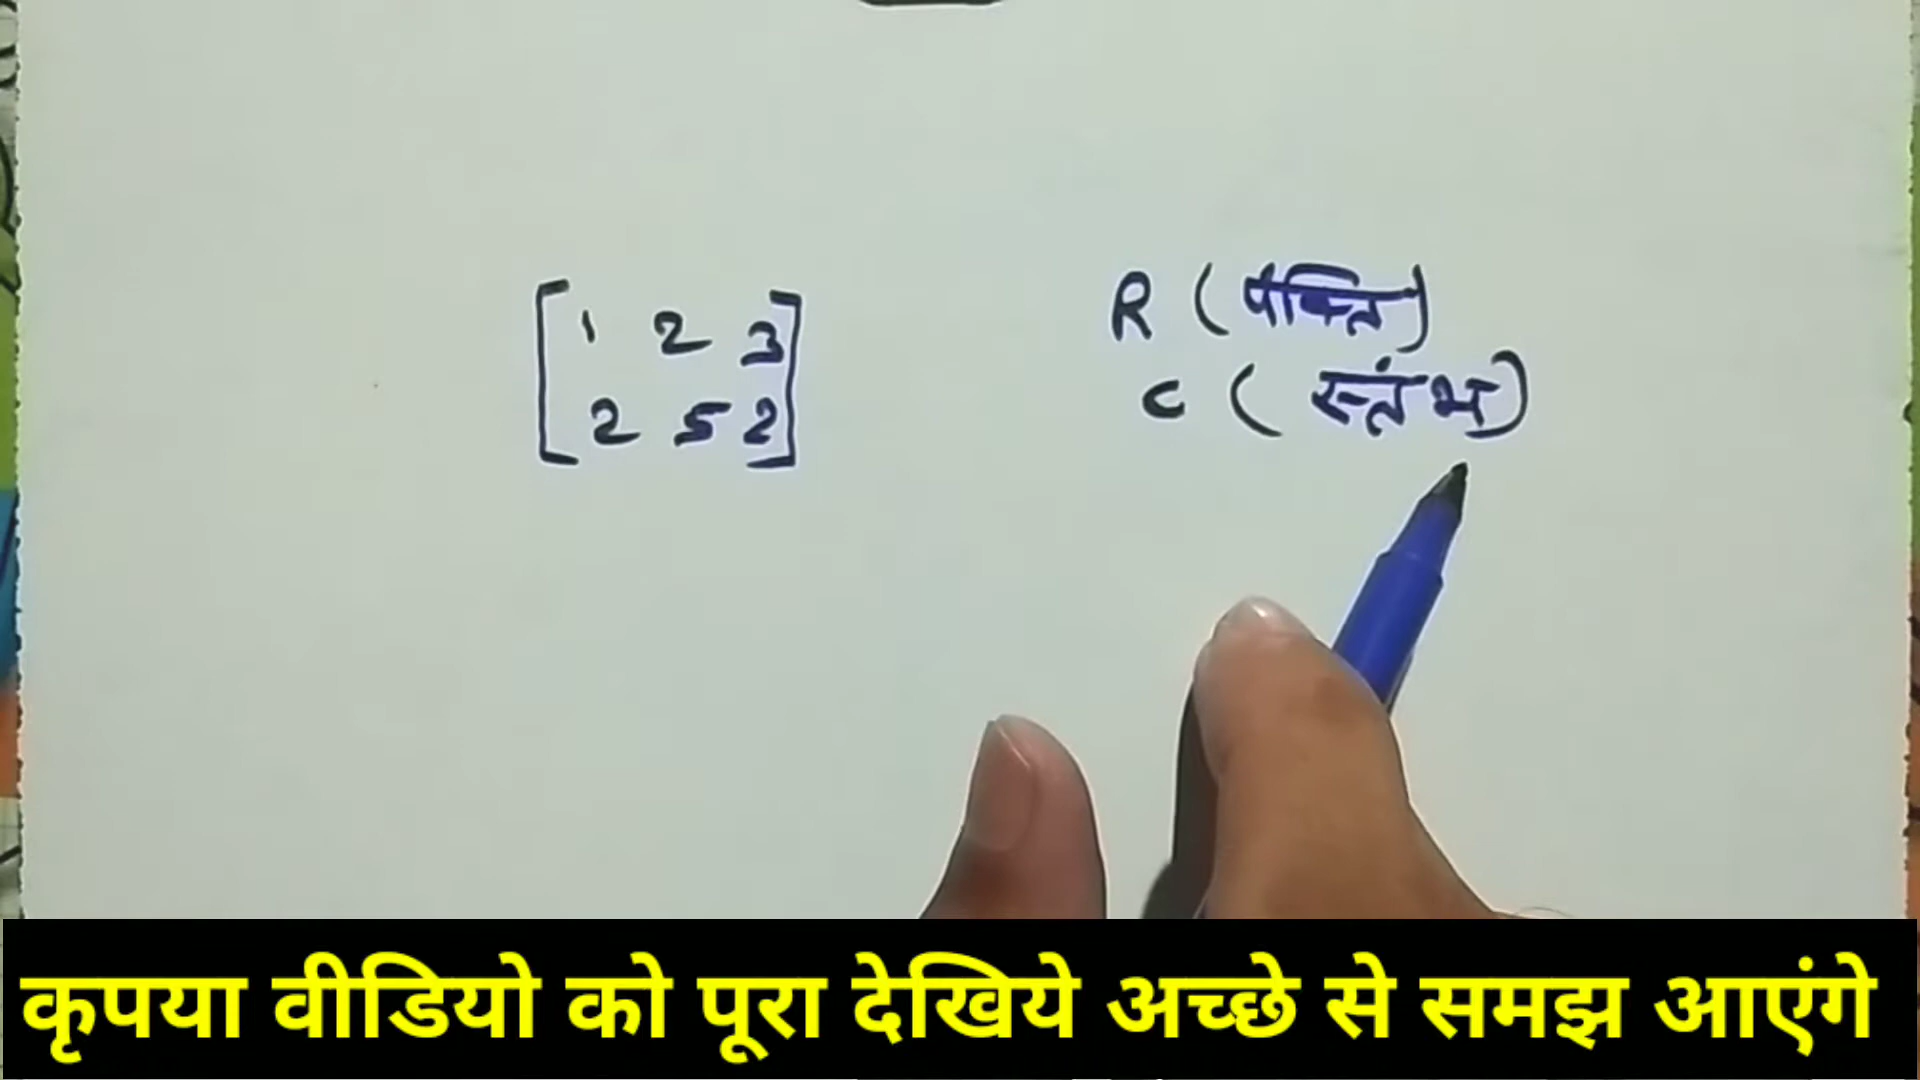 [1 2 3
2 5 2]
R (पंक्ति)
C (स्तंभ)
कृपया वीडियो को पूरा देखिये अच्छे से समझ आएंगे